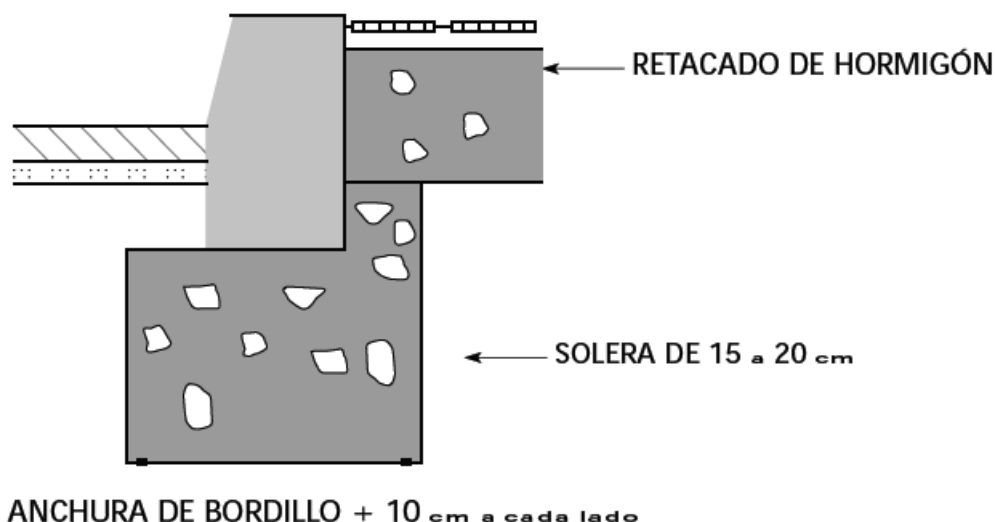 RETACADO DE HORMIGÓN
SOLERA DE 15 a 20 cm
ANCHURA DE BORDILLO + 10 cm a cada lado